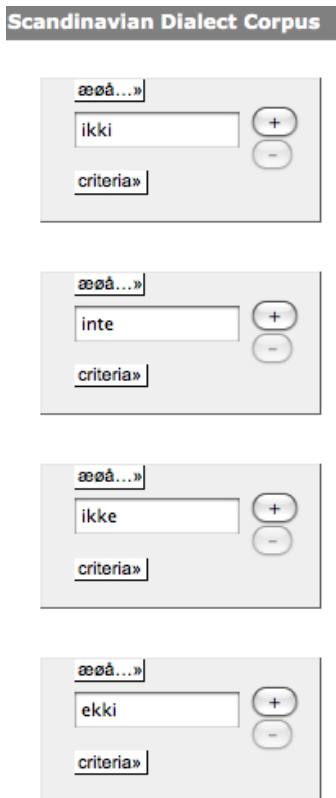 Scandinavian Dialect Corpus
æøå...»
ikki
+
-
criteria»
æøå...»
inte
+
-
criteria»
æøå...»
ikke
+
-
criteria»
æøå...»
ekki
+
-
criteria»